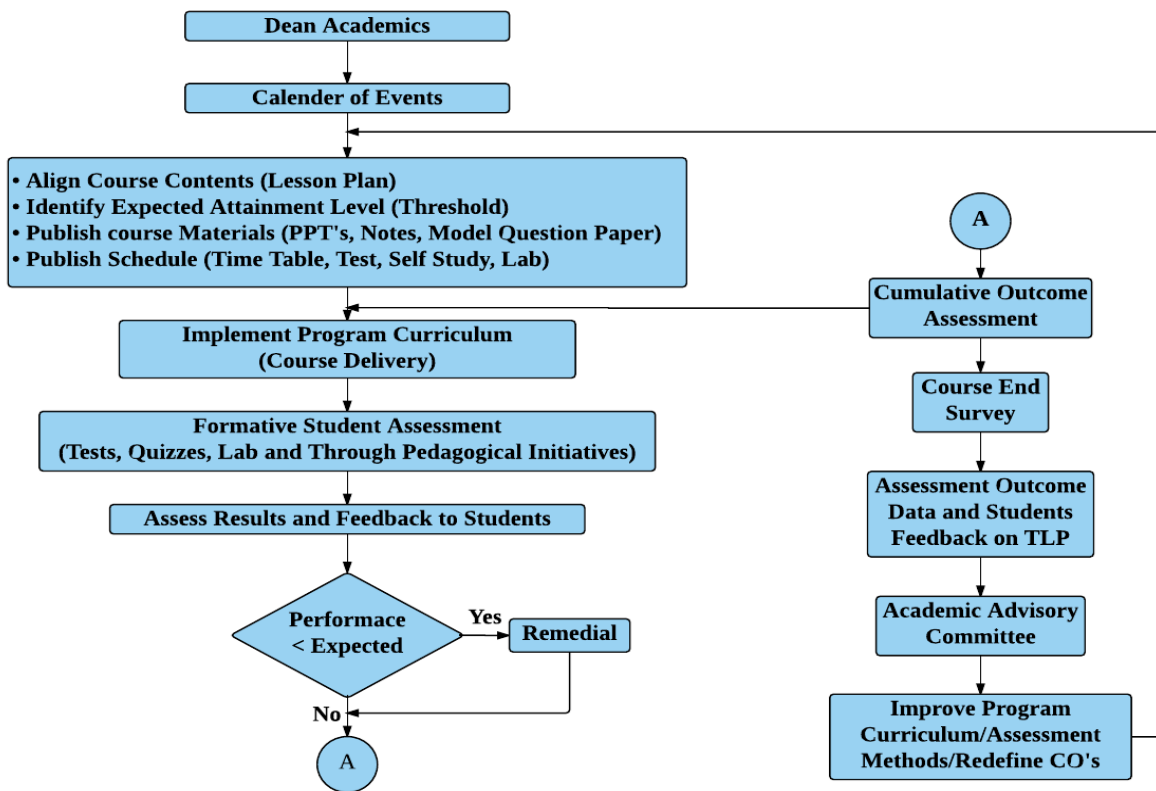 Dean Academics
Calender of Events
• Align Course Contents (Lesson Plan)
• Identify Expected Attainment Level (Threshold)
• Publish course Materials (PPT's, Notes, Model Question Paper)
• Publish Schedule (Time Table, Test, Self Study, Lab)
Implement Program Curriculum
(Course Delivery)
Formative Student Assessment
(Tests, Quizzes, Lab and Through Pedagogical Initiatives)
Assess Results and Feedback to Students
Performace
< Expected
Yes
Remedial
No
A
A
Cumulative Outcome
Assessment
Course End
Survey
Assessment Outcome
Data and Students
Feedback on TLP
Academic Advisory
Committee
Improve Program
Curriculum/Assessment
Methods/Redefine CO's